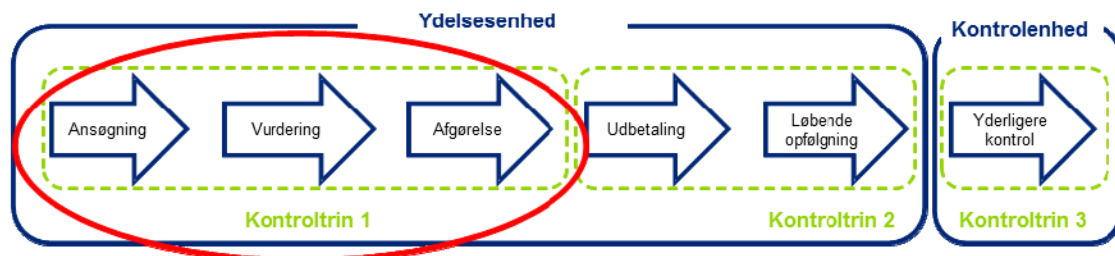 Ydelsesenhed
Kontrolenhed
Ansøgning
Vurdering
Afgørelse
Udbetaling
Løbende
opfølgning
Yderligere
kontrol
Kontroltrin 1
Kontroltrin 2
Kontroltrin 3